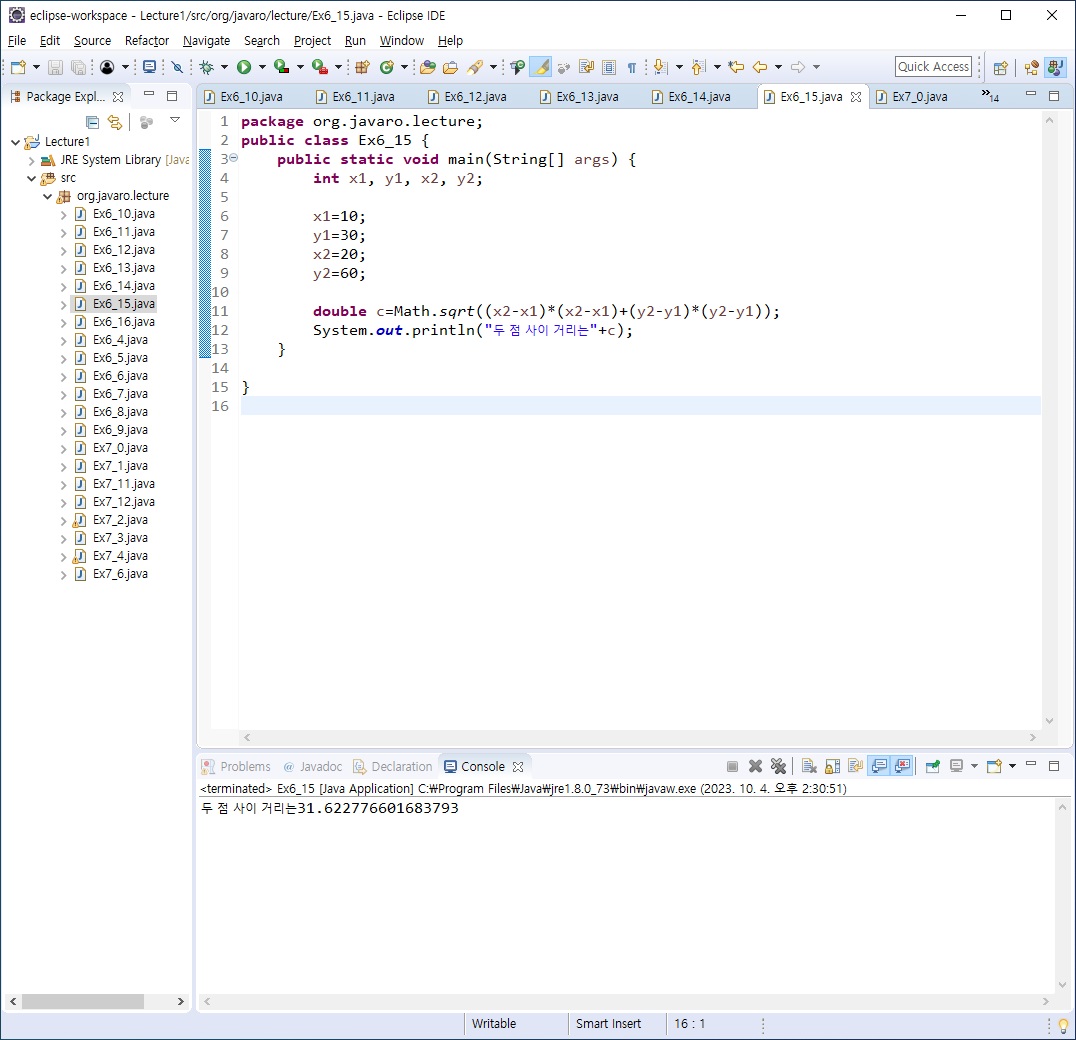 eclipse-workspace - Lecture1/src/org/javaro/lecture/Ex6_15.java - Eclipse IDE
File Edit Source Refactor Navigate Search Project Run Window Help
Quick Access
Package Expl...
Ex6_10.java Ex6_11.java Ex6_12.java Ex6_13.java Ex6_14.java Ex6_15.java Ex7_0.java »14
Lecture1
JRE System Library [Java
src
org.javaro.lecture
Ex6_10.java
Ex6_11.java
Ex6_12.java
Ex6_13.java
Ex6_14.java
Ex6_15.java
Ex6_16.java
Ex6_4.java
Ex6_5.java
Ex6_6.java
Ex6_7.java
Ex6_8.java
Ex6_9.java
Ex7_0.java
Ex7_1.java
Ex7_11.java
Ex7_12.java
Ex7_2.java
Ex7_3.java
Ex7_4.java
Ex7_6.java
1 package org.javaro.lecture;
2 public class Ex6_15 {
3 public static void main(String[] args) {
4 int x1, y1, x2, y2;
5
6 x1=10;
7 y1=30;
8 x2=20;
9 y2=60;
10
11 double c=Math.sqrt((x2-x1)*(x2-x1)+(y2-y1)*(y2-y1));
12 System.out.println("두 점 사이 거리는"+c);
13 }
14
15 }
16
Problems @ Javadoc Declaration Console
<terminated> Ex6_15 [Java Application] C:₩Program Files₩Java₩jre1.8.0_73₩bin₩javaw.exe (2023. 10. 4. 오후 2:30:51)
두 점 사이 거리는31.622776601683793
Writable Smart Insert 16 : 1